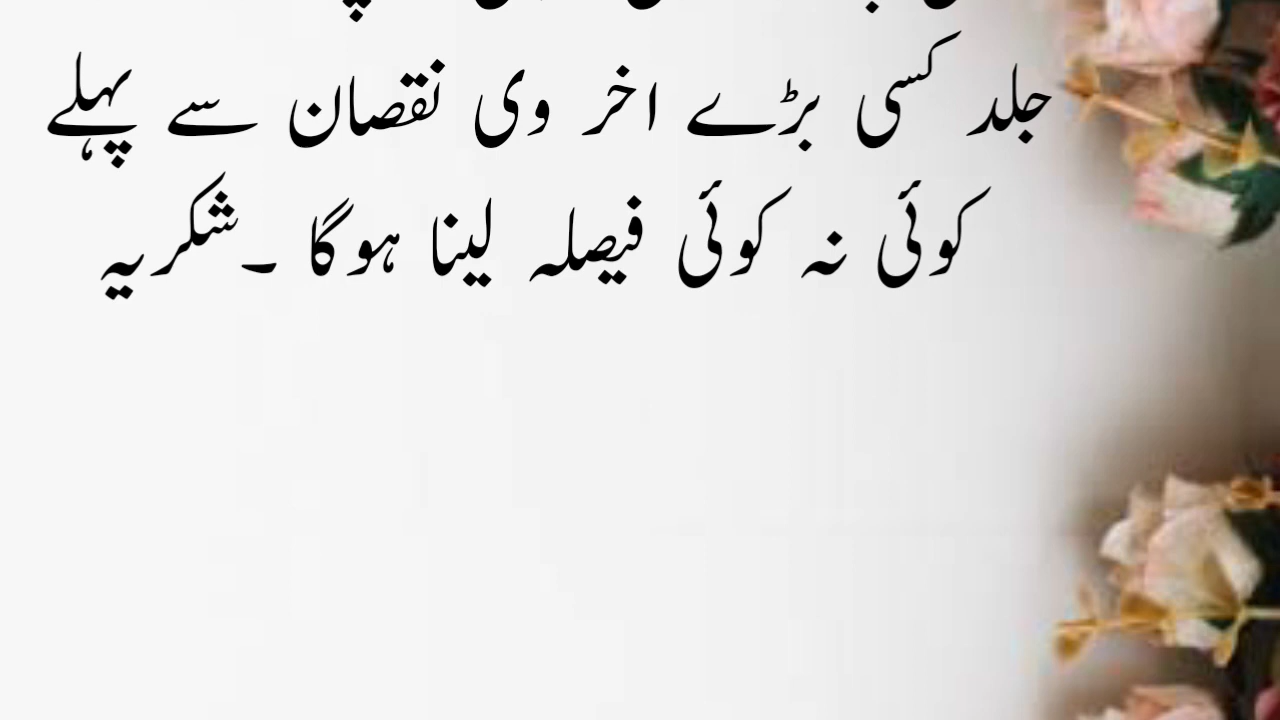 جلد کسی بڑے اخر وی نقصان سے پہلے
کوئی نہ کوئی فیصلہ لینا ہوگا ۔شکریہ